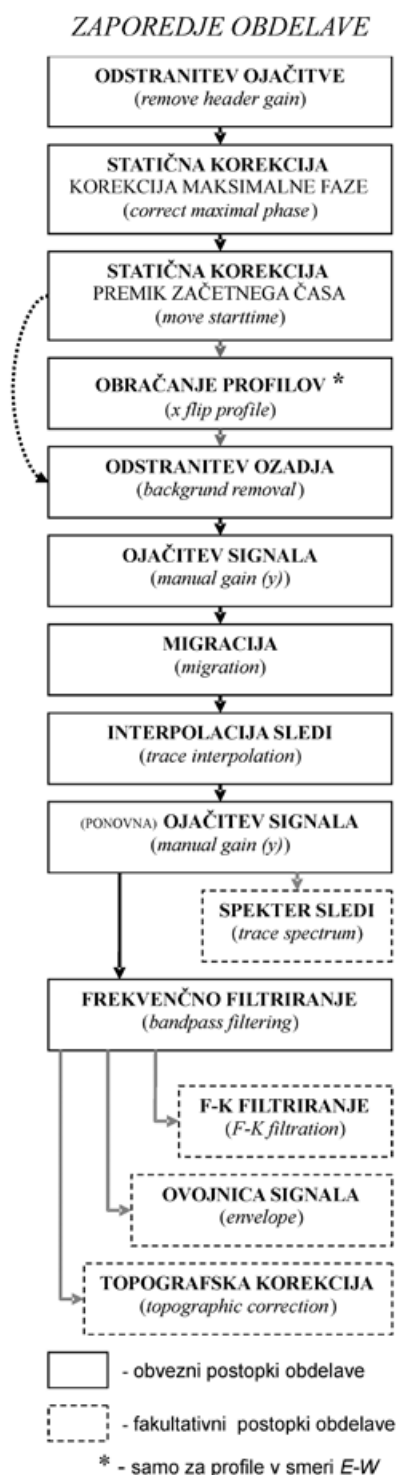 ZAPOREDJE OBDELAVE
ODSTRANITEV OJAČITVE
(remove header gain)
STATIČNA KOREKCIJA
KOREKCIJA MAKSIMALNE FAZE
(correct maximal phase)
STATIČNA KOREKCIJA
PREMIK ZAČETNEGA ČASA
(move starttime)
OBRAČANJE PROFILOV *
(x flip profile)
ODSTRANITEV OZADJA
(backgrund removal)
OJAČITEV SIGNALA
(manual gain (y))
MIGRACIJA
(migration)
INTERPOLACIJA SLEDI
(trace interpolation)
(PONOVNA) OJAČITEV SIGNALA
(manual gain (y))
SPEKTER SLEDI
(trace spectrum)
FREKVENČNO FILTRIRANJE
(bandpass filtering)
F-K FILTRIRANJE
(F-K filtration)
OVOJNICA SIGNALA
(envelope)
TOPOGRAFSKA KOREKCIJA
(topographic correction)
- obvezni postopki obdelave
- fakultativni postopki obdelave
* - samo za profile v smeri E-W